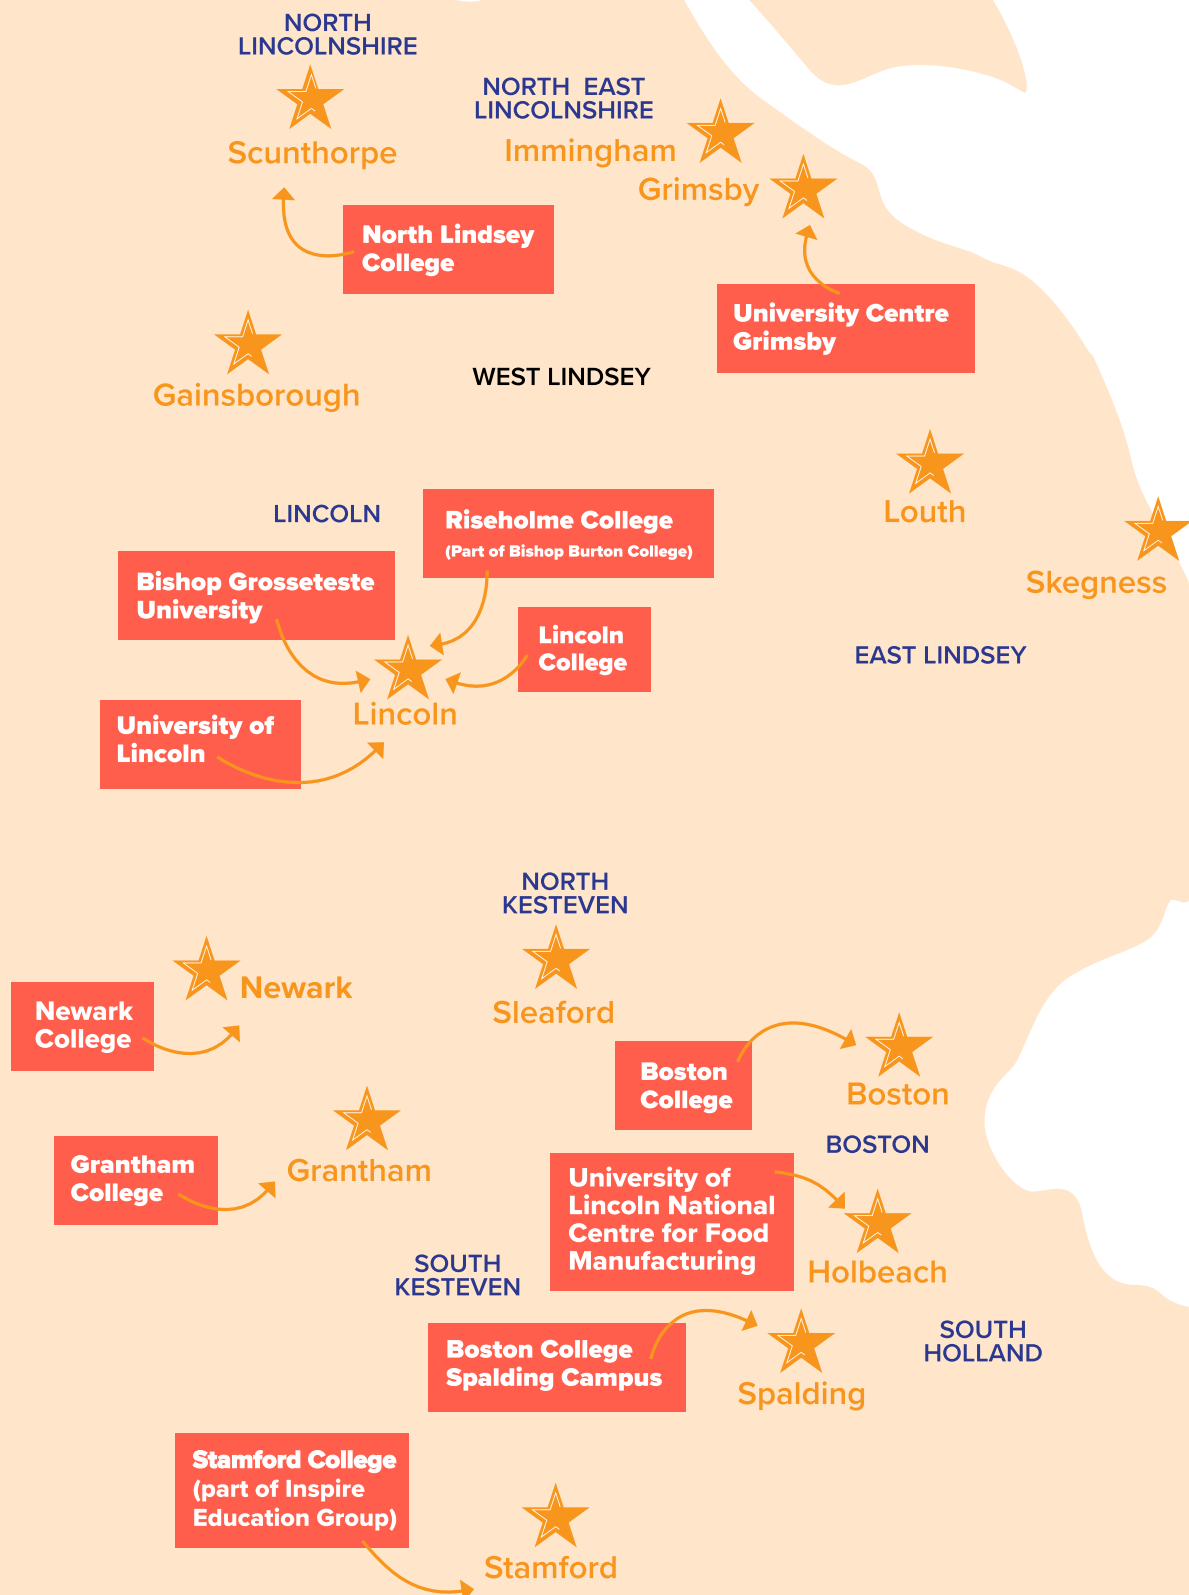 NORTH
LINCOLNSHIRE
NORTH EAST
LINCOLNSHIRE
Scunthorpe
Immingham
Grimsby
North Lindsey
College
University Centre
Grimsby
WEST LINDSEY
Gainsborough
Louth
LINCOLN
Riseholme College
(Part of Bishop Burton College)
Skegness
Bishop Grosseteste
University
Lincoln
College
EAST LINDSEY
Lincoln
University of
Lincoln
NORTH
KESTEVEN
Newark
Newark
College
Sleaford
Boston
College
Boston
BOSTON
Grantham
College
Grantham
University of
Lincoln National
Centre for Food
Manufacturing
Holbeach
SOUTH
KESTEVEN
SOUTH
HOLLAND
Boston College
Spalding Campus
Spalding
Stamford College
(part of Inspire
Education Group)
Stamford